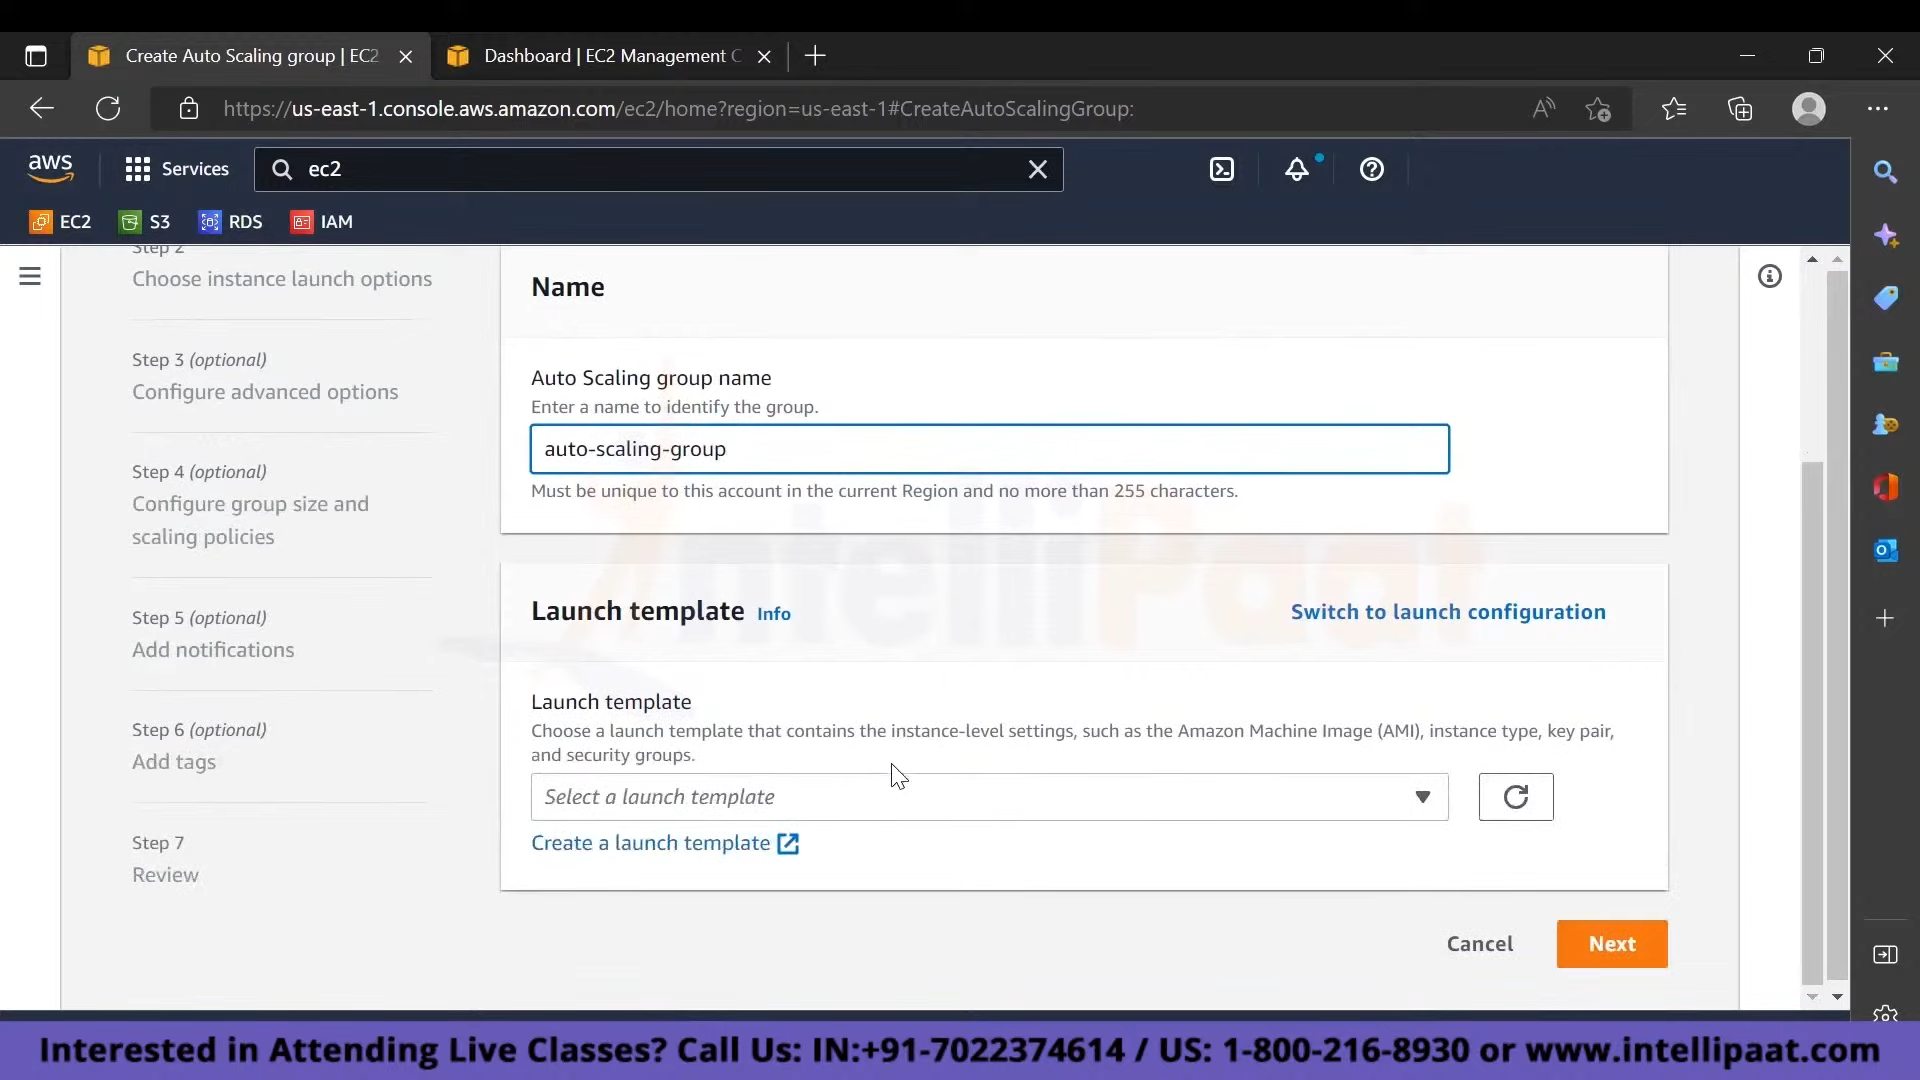 Create Auto Scaling group | EC2
Dashboard | EC2 Management C
https://us-east-1.console.aws.amazon.com/ec2/home?region=us-east-1#CreateAutoScalingGroup:
aws
Services
ec2
EC2
S3
RDS
IAM
Step 2
Choose instance launch options
Step 3 (optional)
Configure advanced options
Step 4 (optional)
Configure group size and
scaling policies
Step 5 (optional)
Add notifications
Step 6 (optional)
Add tags
Step 7
Review
Name
Auto Scaling group name
Enter a name to identify the group.
auto-scaling-group
Must be unique to this account in the current Region and no more than 255 characters.
IntelliPaat
Launch template Info
Switch to launch configuration
Launch template
Choose a launch template that contains the instance-level settings, such as the Amazon Machine Image (AMI), instance type, key pair,
and security groups.
Select a launch template
Create a launch template
Cancel
Next
Interested in Attending Live Classes? Call Us: IN:+91-7022374614 / US: 1-800-216-8930 or www.intellipaat.com